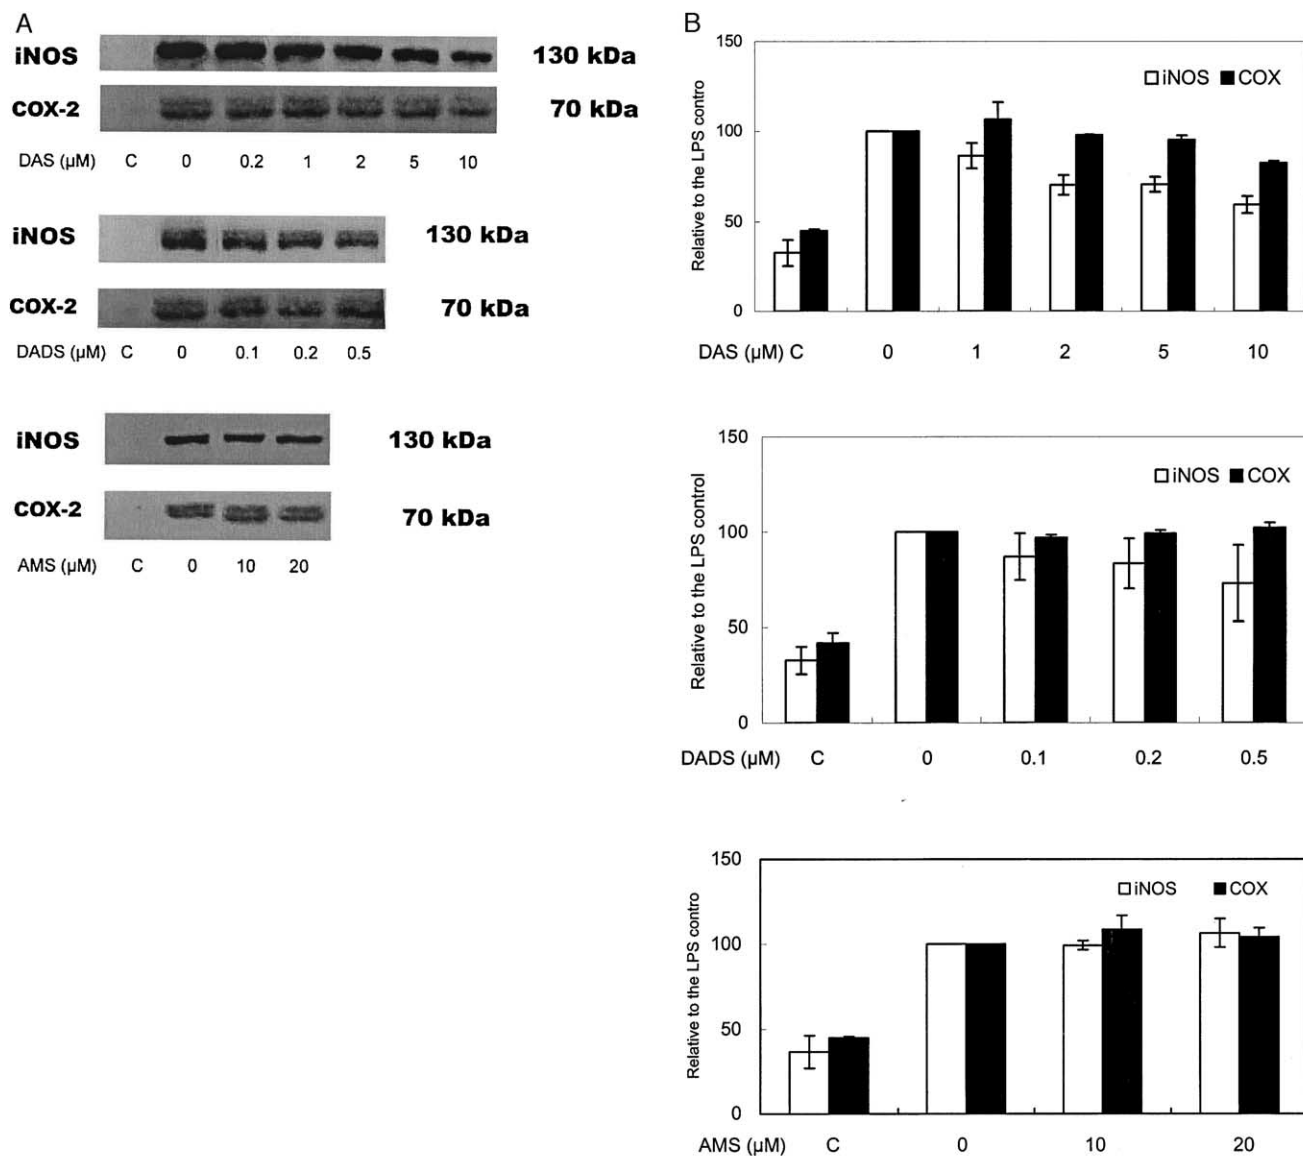 A
iNOS 130 kDa
COX-2 70 kDa
DAS (µM) C 0 0.2 1 2 5 10
iNOS 130 kDa
COX-2 70 kDa
DADS (µM) C 0 0.1 0.2 0.5
iNOS 130 kDa
COX-2 70 kDa
AMS (µM) C 0 10 20
B
Relative to the LPS contro
150
100
50
0
iNOS COX
DAS (µM) C 0 1 2 5 10
Relative to the LPS control
150
100
50
0
iNOS COX
DADS (µM) C 0 0.1 0.2 0.5
Relative to the LPS contro
150
100
50
0
iNOS COX
AMS (µM) C 0 10 20